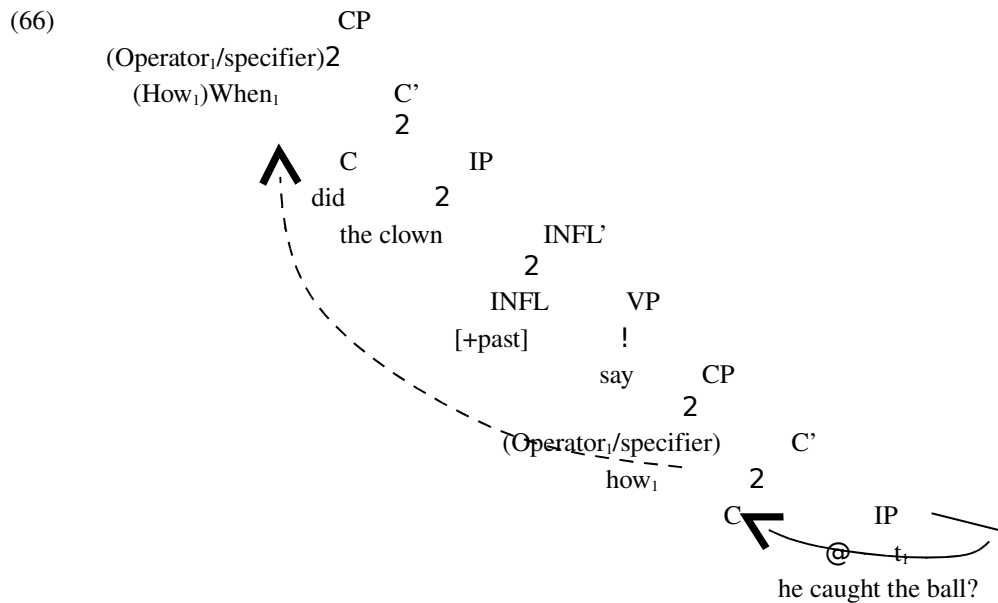 (66) CP
(Operator₁/specifier)2
(How₁)When₁ C’
2
C IP
did 2
the clown INFL’
2
INFL VP
[+past] !
say CP
2
(Operator₁/specifier) C’
how₁ 2
C IP
@ t₁
he caught the ball?